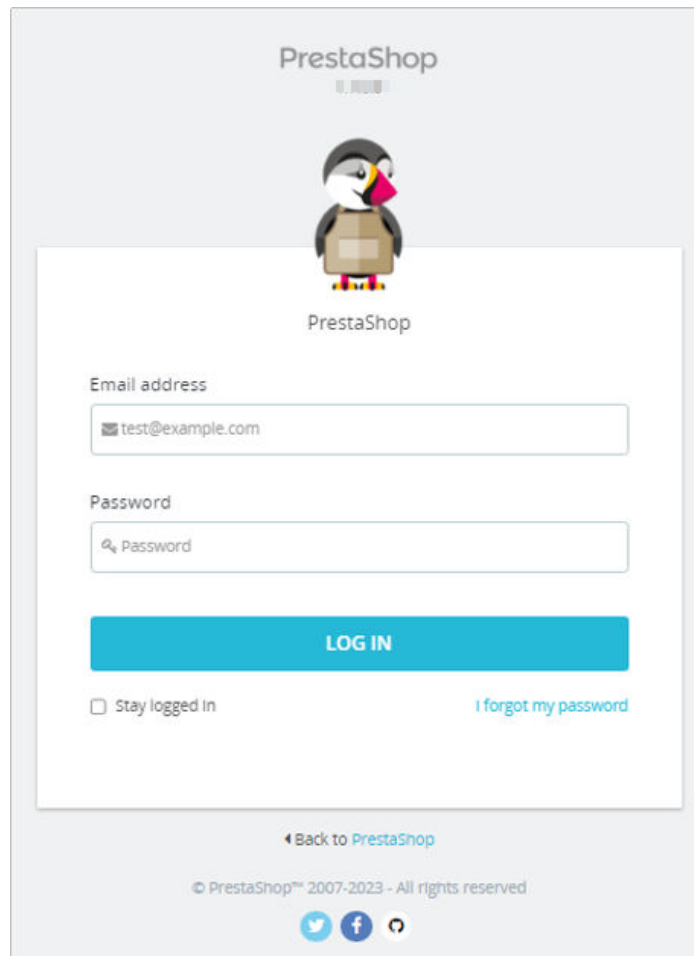 PrestaShop
PrestaShop
Email address
test@example.com
Password
Password
LOG IN
Stay logged in
I forgot my password
Back to PrestaShop
© PrestaShop™ 2007-2023 - All rights reserved